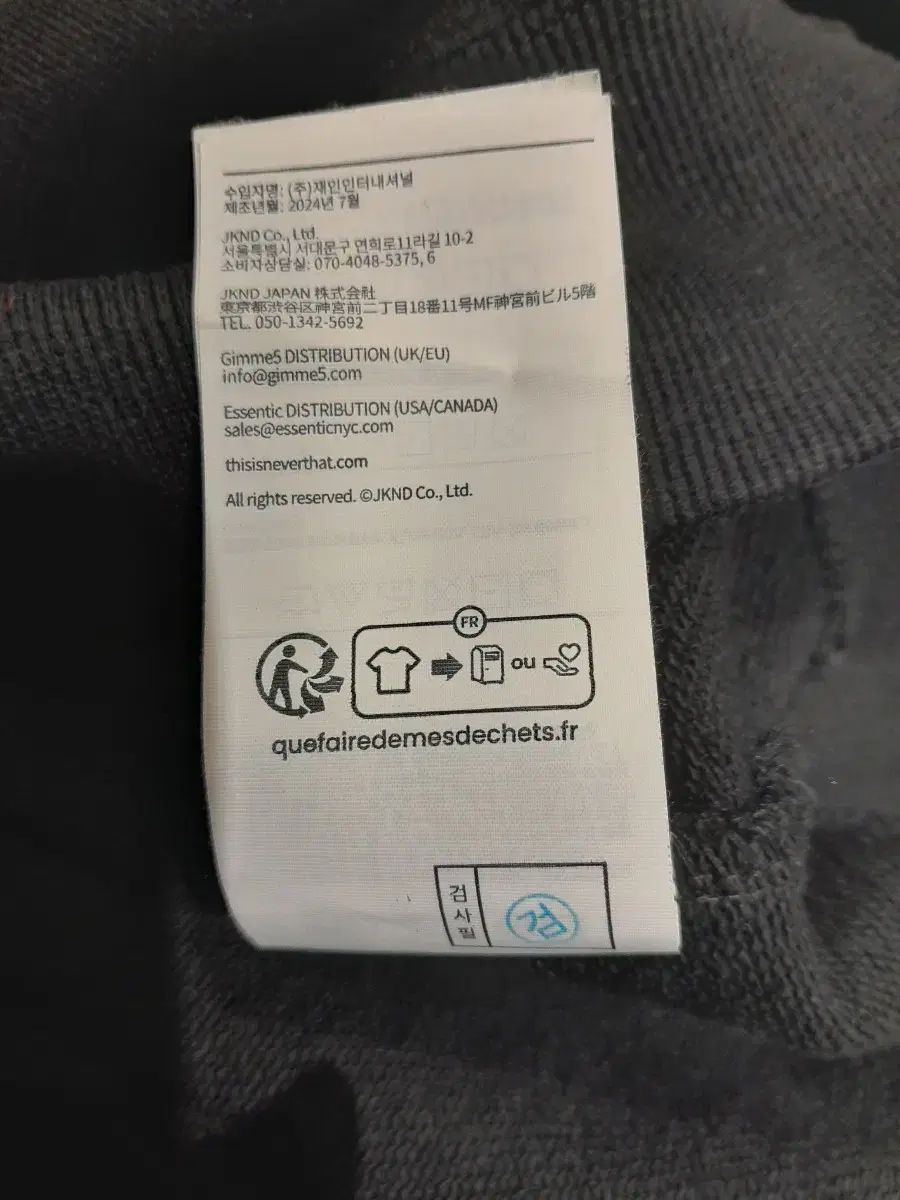 수입자명: (주)재인인터내셔널
제조년월: 2024년 7월
JKND Co., Ltd.
서울특별시 서대문구 연희로11라길 10-2
소비자상담실: 070-4048-5375, 6
JKND JAPAN 株式会社
東京都渋谷区神宮前二丁目18番11号MF神宮前ビル5階
TEL. 050-1342-5692
Gimme5 DISTRIBUTION (UK/EU)
info@gimme5.com
Essentic DISTRIBUTION (USA/CANADA)
sales@essenticnyc.com
thisisneverthat.com
All rights reserved. ©JKND Co., Ltd.
FR
ou
quefairedemesdechets.fr
검사필
검